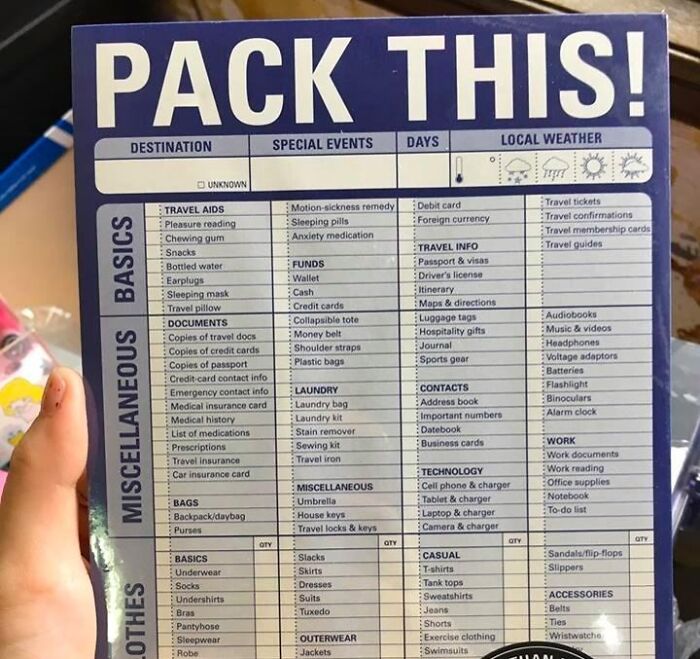 PACK THIS!
DESTINATION
UNKNOWN
SPECIAL EVENTS
DAYS
LOCAL WEATHER
BASICS
TRAVEL AIDS
Pleasure reading
Chewing gum
Snacks
Bottled water
Earplugs
Sleeping mask
Travel pillow
Motion-sickness remedy
Sleeping pills
Anxiety medication
FUNDS
Wallet
Cash
Credit cards
Debit card
Foreign currency
TRAVEL INFO
Passport & visas
Driver's license
Itinerary
Maps & directions
Travel tickets
Travel confirmations
Travel membership cards
Travel guides
MISCELLANEOUS
DOCUMENTS
Copies of travel docs
Copies of credit cards
Copies of passport
Credit-card contact info
Emergency contact info
Medical insurance card
Medical history
List of medications
Prescriptions
Travel insurance
Car insurance card
BAGS
Backpack/daybag
Purses
Collapsible tote
Money belt
Shoulder straps
Plastic bags
LAUNDRY
Laundry bag
Laundry kit
Stain remover
Sewing kit
Travel iron
MISCELLANEOUS
Umbrella
House keys
Travel locks & keys
Luggage tags
Hospitality gifts
Journal
Sports gear
CONTACTS
Address book
Important numbers
Datebook
Business cards
TECHNOLOGY
Cell phone & charger
Tablet & charger
Laptop & charger
Camera & charger
Audiobooks
Music & videos
Headphones
Voltage adaptors
Batteries
Flashlight
Binoculars
Alarm clock
WORK
Work documents
Work reading
Office supplies
Notebook
To-do list
OTHES
QTY
BASICS
Underwear
Socks
Undershirts
Bras
Pantyhose
Sleepwear
Robe
QTY
Slacks
Skirts
Dresses
Suits
Tuxedo
OUTERWEAR
Jackets
QTY
CASUAL
T-shirts
Tank tops
Sweatshirts
Jeans
Shorts
Exercise clothing
Swimsuits
QTY
Sandals/flip-flops
Slippers
ACCESSORIES
Belts
Ties
Wristwatche